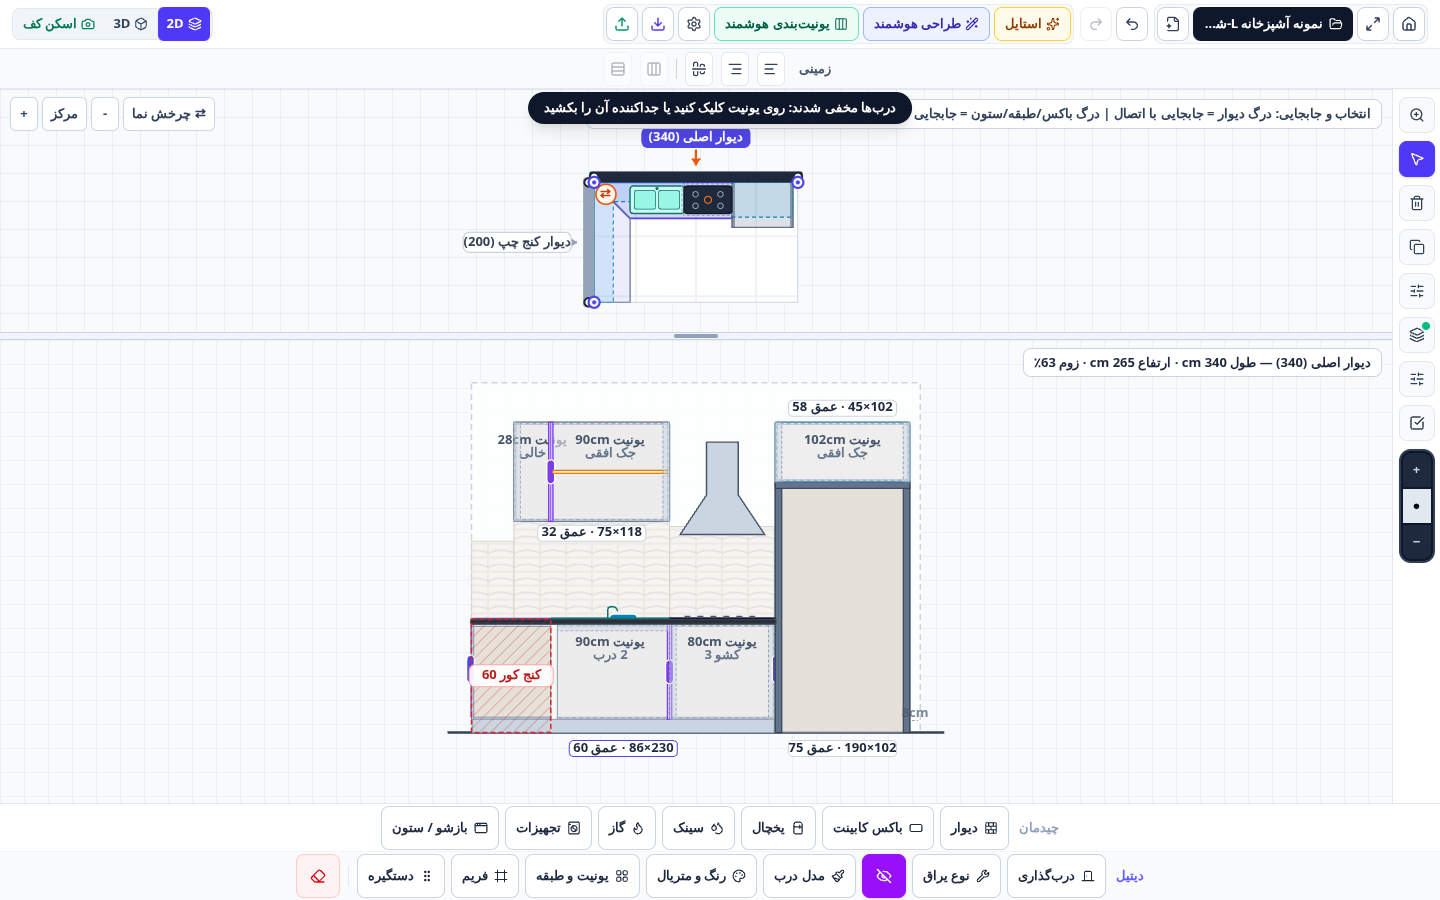 نمونه آشپزخانه L-ش...
استایل
طراحی هوشمند
یونیت‌بندی هوشمند
2D
3D
اسکن کف
زمینی
انتخاب و جابجایی: درگ دیوار = جابجایی با اتصال | درگ باکس/طبقه/ستون = جابجایی
درب‌ها مخفی شدند: روی یونیت کلیک کنید یا جداکننده آن را بکشید
⇄ چرخش نما
-
مرکز
+
دیوار اصلی (340)
دیوار کنج چپ (200)
دیوار اصلی (340) — طول 340 cm · ارتفاع 265 cm · زوم 63٪
45×102 · عمق 58
یونیت 28cm
خالی
یونیت 90cm
جک افقی
یونیت 102cm
جک افقی
75×118 · عمق 32
یونیت 90cm
2 درب
یونیت 80cm
3 کشو
کنج کور 60
8cm
86×230 · عمق 60
190×102 · عمق 75
+
●
−
چیدمان
دیوار
باکس کابینت
یخچال
سینک
گاز
تجهیزات
بازشو / ستون
دیتیل
درب‌گذاری
نوع یراق
مدل درب
رنگ و متریال
یونیت و طبقه
فریم
دستگیره